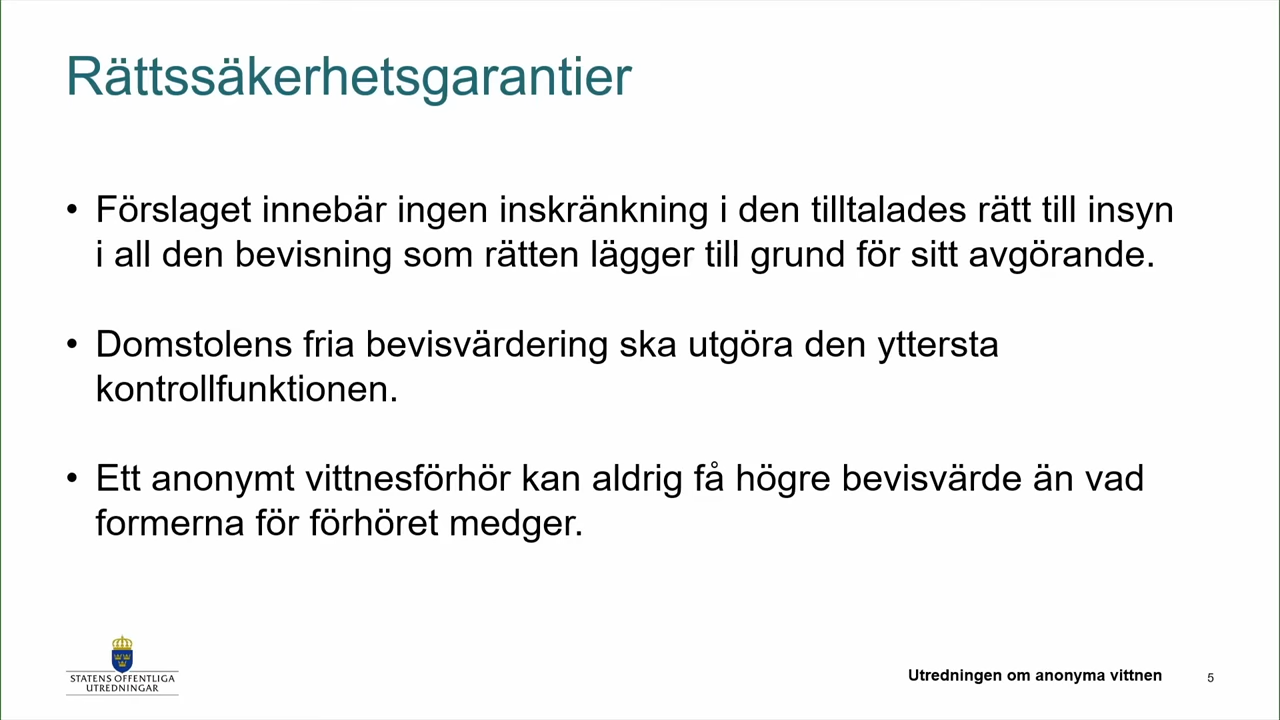 Rättssäkerhetsgarantier
• Förslaget innebär ingen inskränkning i den tilltalades rätt till insyn
i all den bevisning som rätten lägger till grund för sitt avgörande.
• Domstolens fria bevisvärdering ska utgöra den yttersta
kontrollfunktionen.
• Ett anonymt vittnesförhör kan aldrig få högre bevisvärde än vad
formerna för förhöret medger.
STATENS OFFENTLIGA
UTREDNINGAR
Utredningen om anonyma vittnen 5